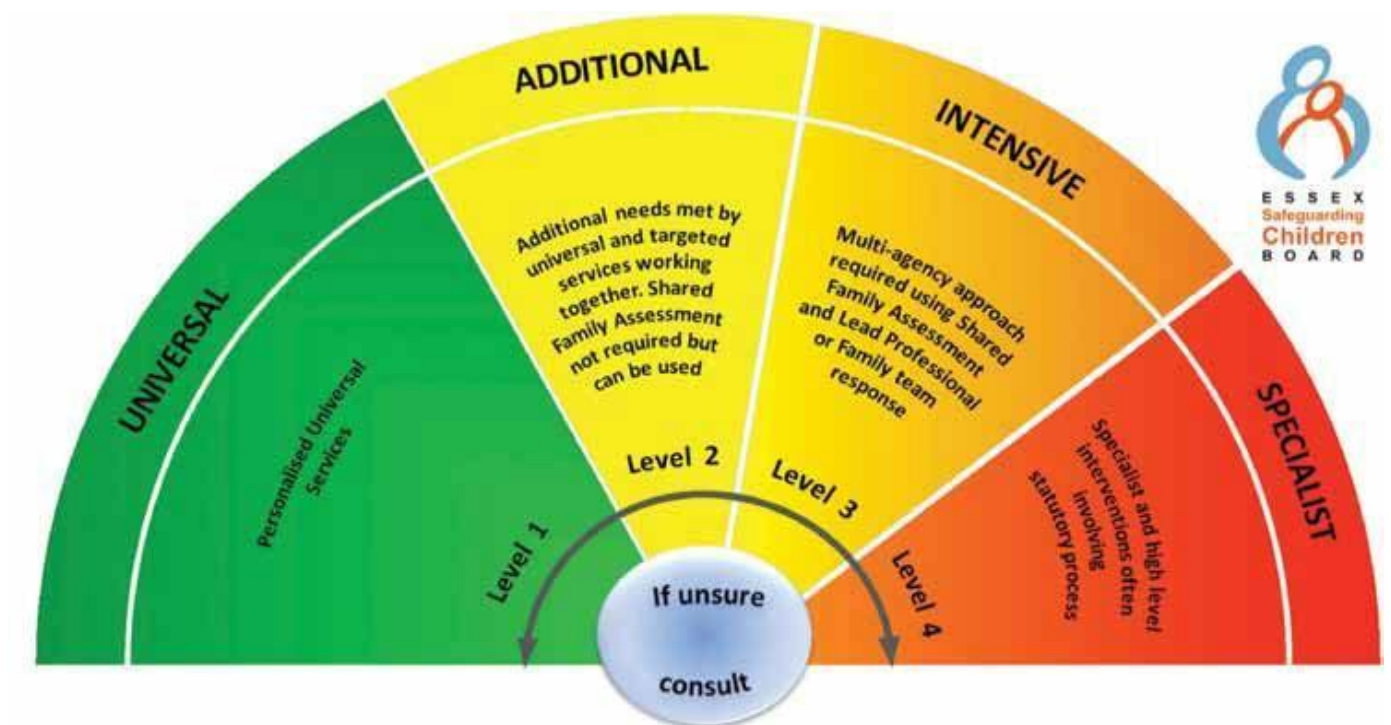 UNIVERSAL
Personalised Universal
Services
Level 1
ADDITIONAL
Additional needs met by
universal and targeted
services working
together. Shared
Family Assessment
not required but
can be used
Level 2
INTENSIVE
Multi-agency approach
required using Shared
Family Assessment
and Lead Professional
or Family team
response
Level 3
SPECIALIST
Specialist and high level
interventions often
involving
statutory process
Level 4
If unsure
consult
ESSEX
Safeguarding
Children
BOARD